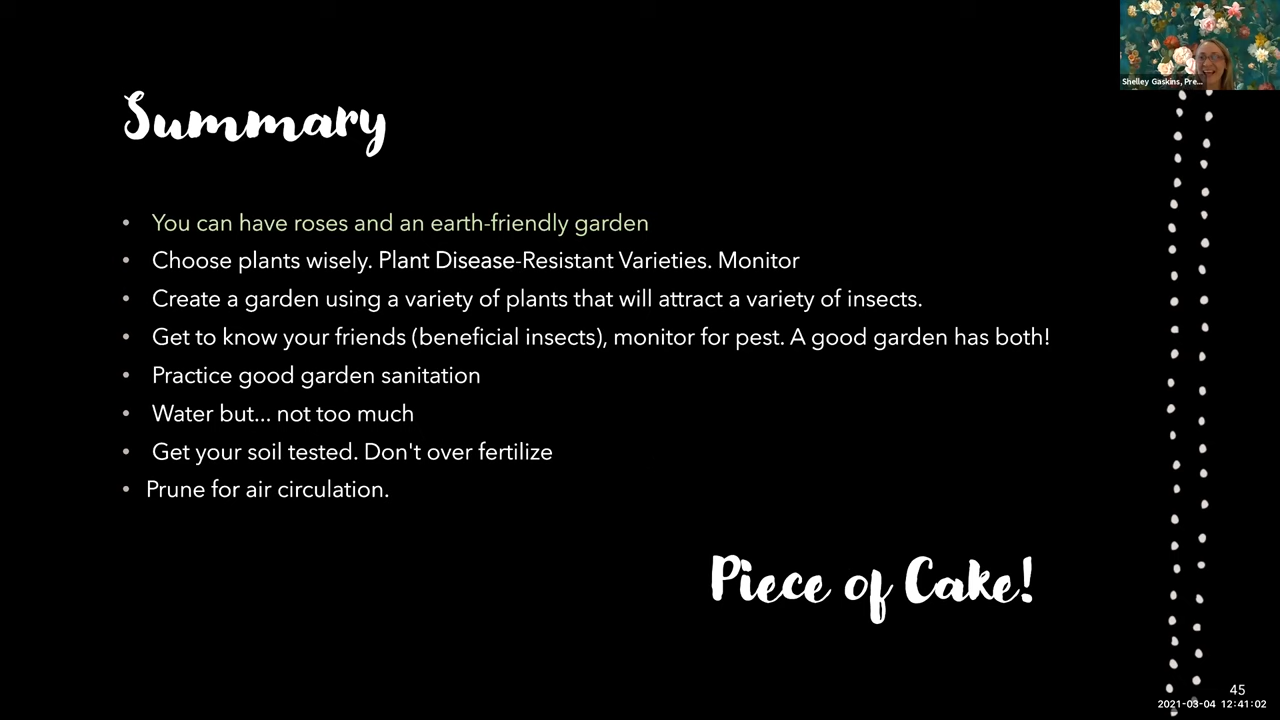 Shelley Gaskins, Pre...
Summary
• You can have roses and an earth-friendly garden
• Choose plants wisely. Plant Disease-Resistant Varieties. Monitor
• Create a garden using a variety of plants that will attract a variety of insects.
• Get to know your friends (beneficial insects), monitor for pest. A good garden has both!
• Practice good garden sanitation
• Water but... not too much
• Get your soil tested. Don't over fertilize
• Prune for air circulation.
Piece of Cake!
45
2021-03-04 12:41:02